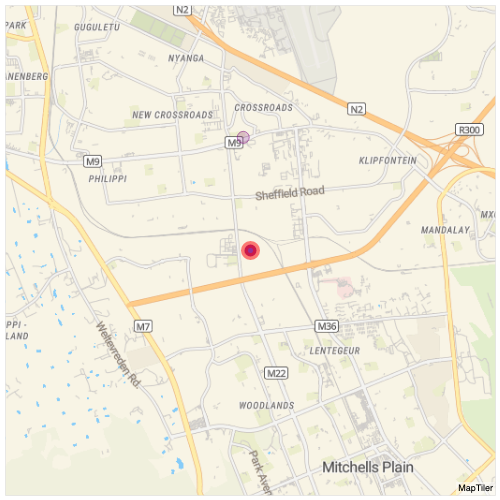 N2
GUGULETU
PARK
NYANGA
ANENBERG
CROSSROADS
N2
NEW CROSSROADS
R300
M9
M9
KLIPFONTEIN
PHILIPPI
Sheffield Road
MANDALAY
PPI -
LAND
M7
M36
Weltevreden Rd.
LENTEGEUR
M22
WOODLANDS
Park Aven
Mitchells Plain
MapTiler